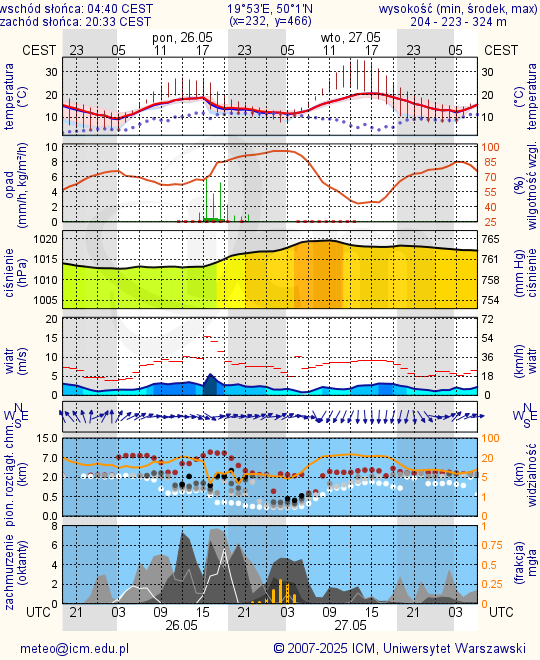 wschód słońca: 04:40 CEST 19°53'E, 50°1'N wysokość (min, środek, max)
zachód słońca: 20:33 CEST (x=232, y=466) 204 - 223 - 324 m
pon, 26.05 wto, 27.05
CEST 23 05 11 17 23 05 11 17 23 05 CEST
temperatura (°C)
30 20 10
30 20 10
temperatura (°C)
opad (mm/h, kg/m²/h)
10 8 6 4 2 0
100 85 70 55 40 25
(%) wilgotność wzgl.
ciśnienie (hPa)
1020 1015 1010 1005
765 761 758 754
(mm Hg) ciśnienie
wiatr (m/s)
20 15 10 5 0
72 54 36 18 0
(km/h) wiatr
N W E S
N W E S
pion. rozciągł. chm. (km)
15.0 7.0 2.0 0.5 0.0
100 20 5 1 0
(km) widzialność
zachmurzenie (oktanty)
8 6 4 2 0
1 0.75 0.5 0.25 0
(frakcja) mgła
UTC 21 03 09 15 21 03 09 15 21 03 UTC
26.05 27.05
meteo@icm.edu.pl © 2007-2025 ICM, Uniwersytet Warszawski